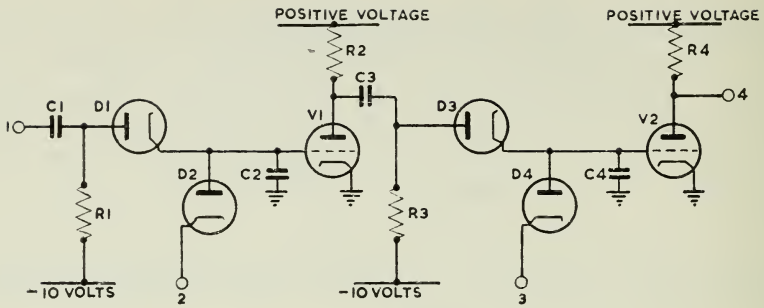 POSITIVE VOLTAGE
POSITIVE VOLTAGE
R2
R4
C3
C1
D1
V1
D3
V2
1
4
D2
C2
D4
C4
R1
R3
-10 VOLTS
-10 VOLTS
2
3